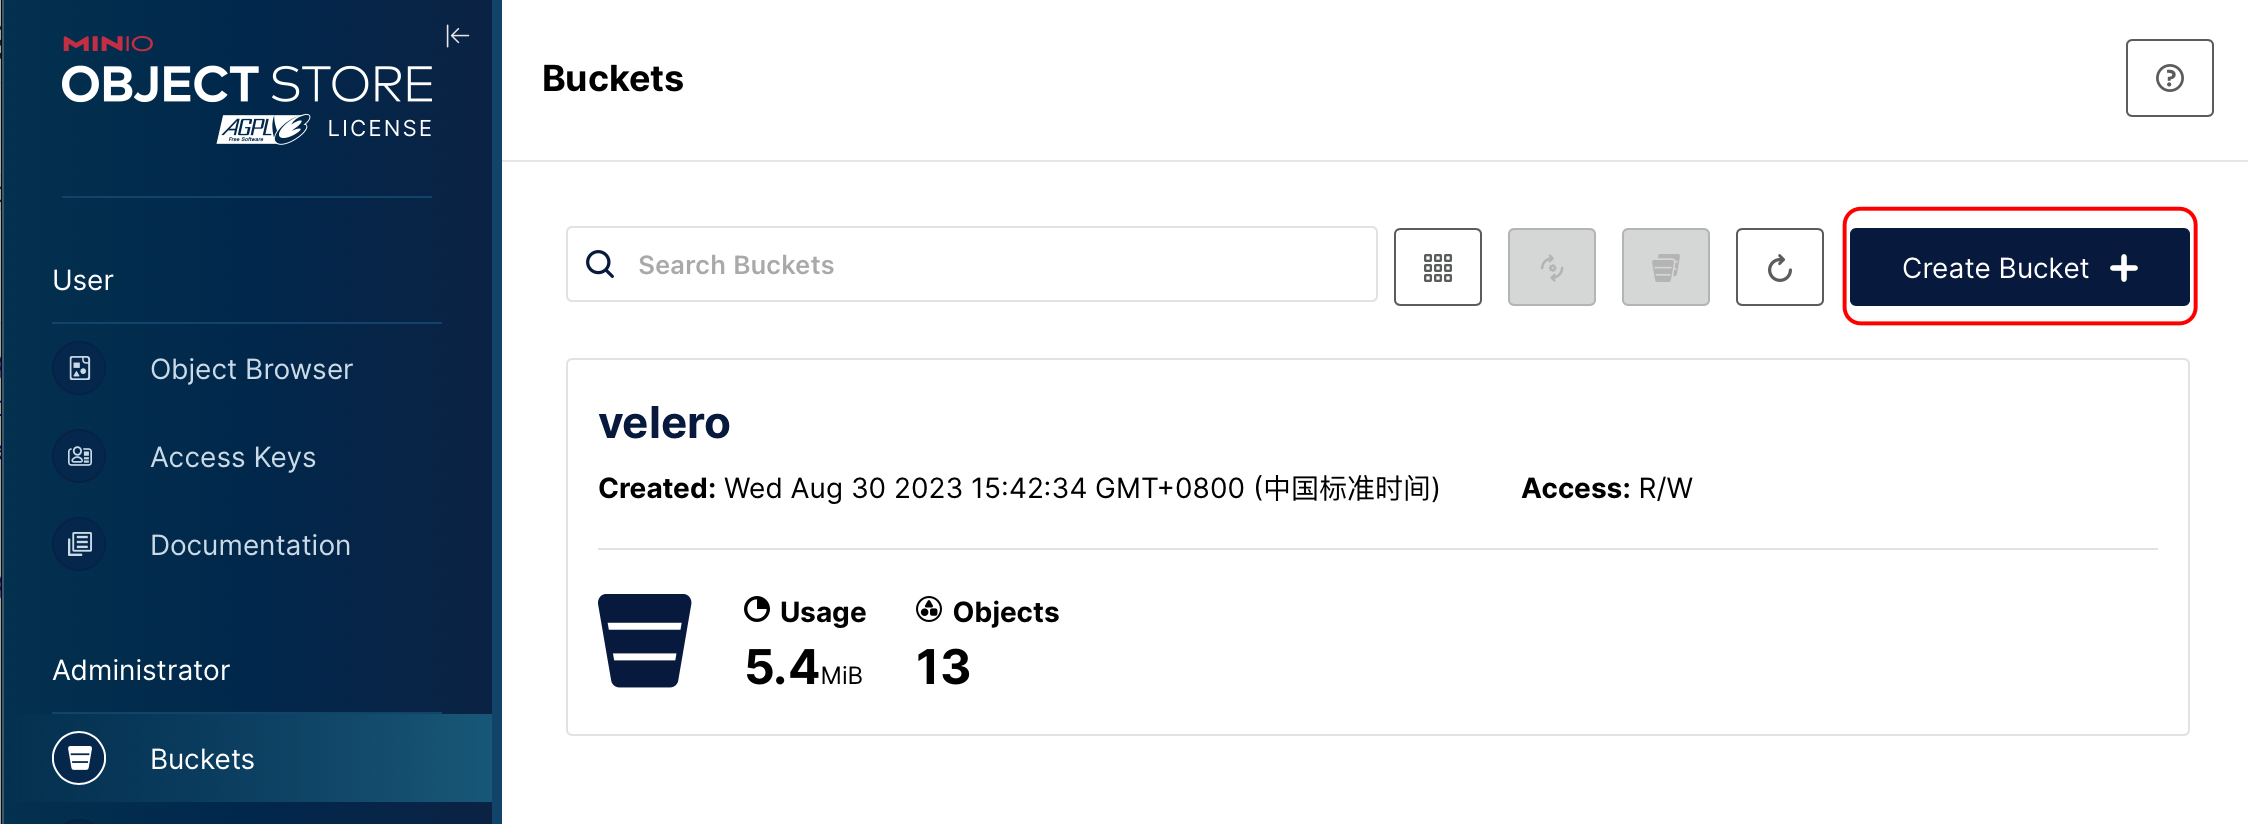 MINIO
OBJECT STORE
AGPLV3 LICENSE
Free Software
Buckets
User
Object Browser
Access Keys
Documentation
Administrator
Buckets
Search Buckets
Create Bucket
velero
Created: Wed Aug 30 2023 15:42:34 GMT+0800 (中国标准时间) Access: R/W
Usage Objects
5.4MiB 13